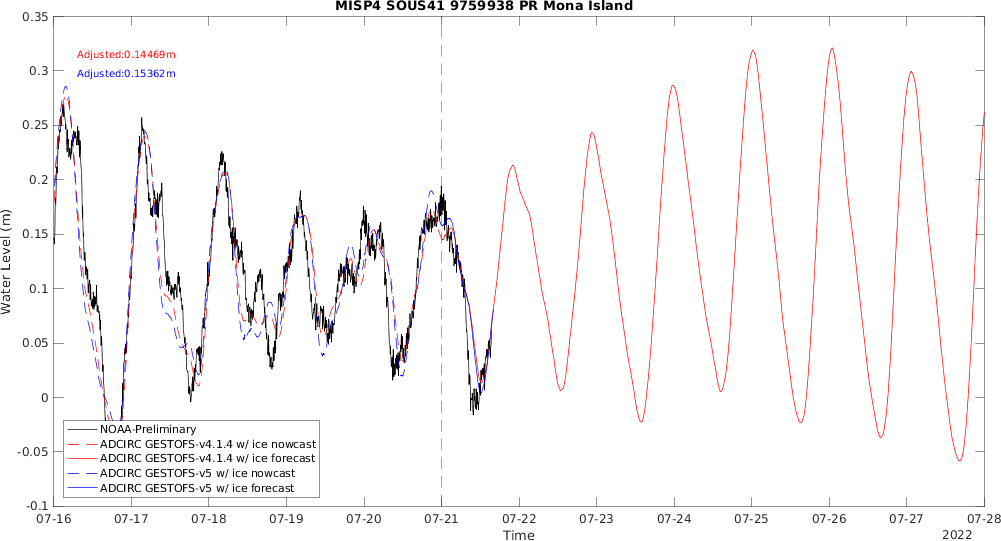 MISP4 SOUS41 9759938 PR Mona Island
0.35
0.3
0.25
0.2
0.15
0.1
0.05
0
-0.05
-0.1
Water Level (m)
Adjusted:0.14469m
Adjusted:0.15362m
NOAA-Preliminary
ADCIRC GESTOFS-v4.1.4 w/ ice nowcast
ADCIRC GESTOFS-v4.1.4 w/ ice forecast
ADCIRC GESTOFS-v5 w/ ice nowcast
ADCIRC GESTOFS-v5 w/ ice forecast
07-16 07-17 07-18 07-19 07-20 07-21 07-22 07-23 07-24 07-25 07-26 07-27 07-28
Time
2022